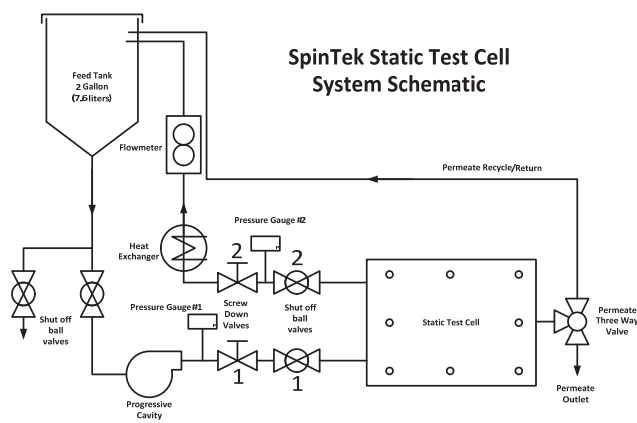 SpinTek Static Test Cell
System Schematic
Feed Tank
2 Gallon
(7.6liters)
Flowmeter
Permeate Recycle/Return
Pressure Gauge #2
Heat
Exchanger
2
2
Pressure Gauge #1
Screw
Down
Valves
Shut off
ball
valves
Shut off
ball
valves
Static Test Cell
Permeate
Three Way
Valve
1
1
Progressive
Cavity
Permeate
Outlet